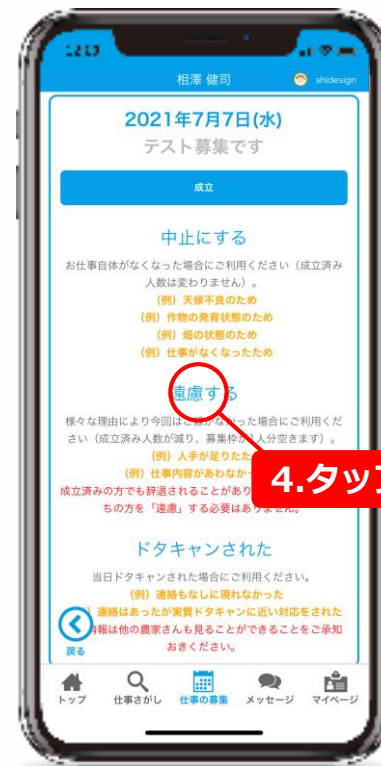 相澤 健司
shidesign
2021年7月7日(水)
テスト募集です
成立
中止にする
お仕事自体がなくなった場合にご利用ください（成立済み
人数は変わりません）。
（例）天候不良のため
（例）作物の発育状態のため
（例）畑の状態のため
（例）仕事がなくなったため
遠慮する
様々な理由により今回は
なかった場合にご利用くだ
さい（成立済み人数が減り、募集枠が1人分空きます）。
（例）人手が足りた
（例）仕事内容があわなか
4.タップ
成立済みの方でも辞退されることがあり
ちの方を「遠慮」する必要はありません。
ドタキャンされた
当日ドタキャンされた場合にご利用ください。
（例）連絡もなしに現れなかった
連絡はあったが実質ドタキャンに近い対応をされた
情報は他の農家さんも見ることができることをご承知
おきください。
戻る
トップ 仕事さがし 仕事の募集 メッセージ マイページ